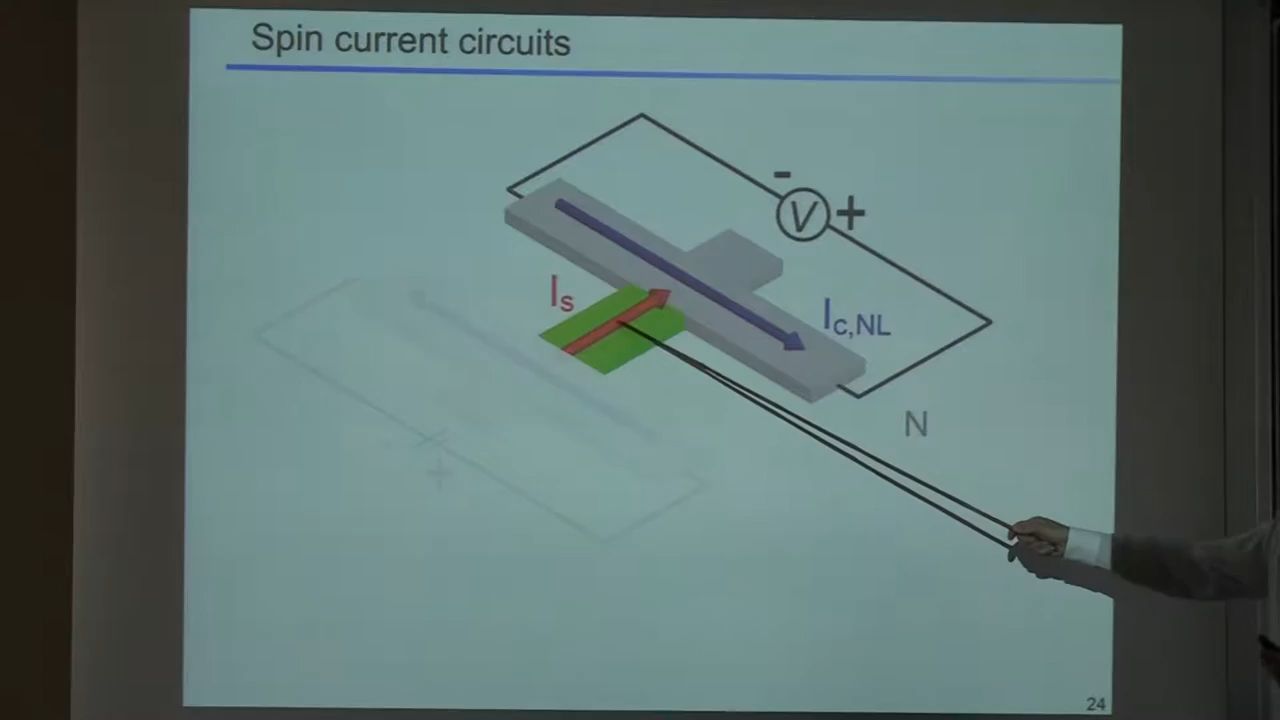 Spin current circuits
-
V +
Is
Ic,NL
N
+
24